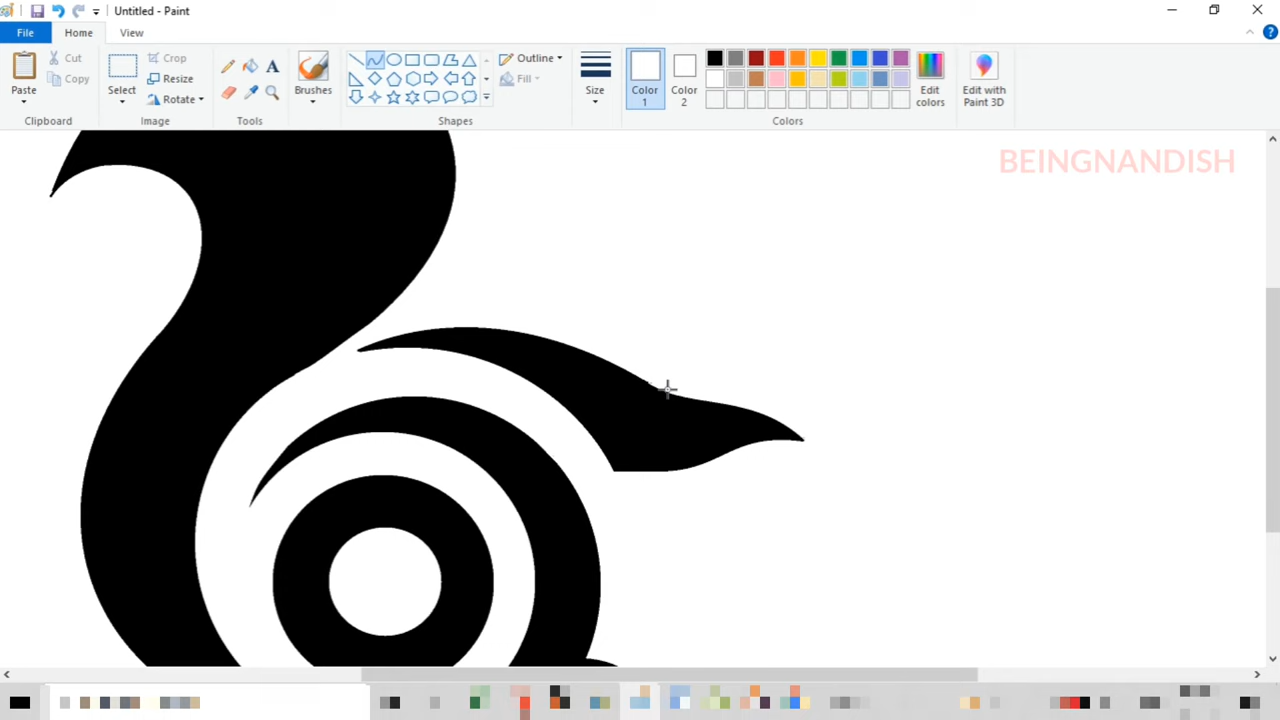 Untitled - Paint
File Home View
Paste
Cut
Copy
Clipboard
Select
Crop
Resize
Rotate
Image
A
Tools
Brushes
Outline
Fill
Shapes
Size
Color 1
Color 2
Edit colors
Colors
Edit with Paint 3D
BEINGNANDISH